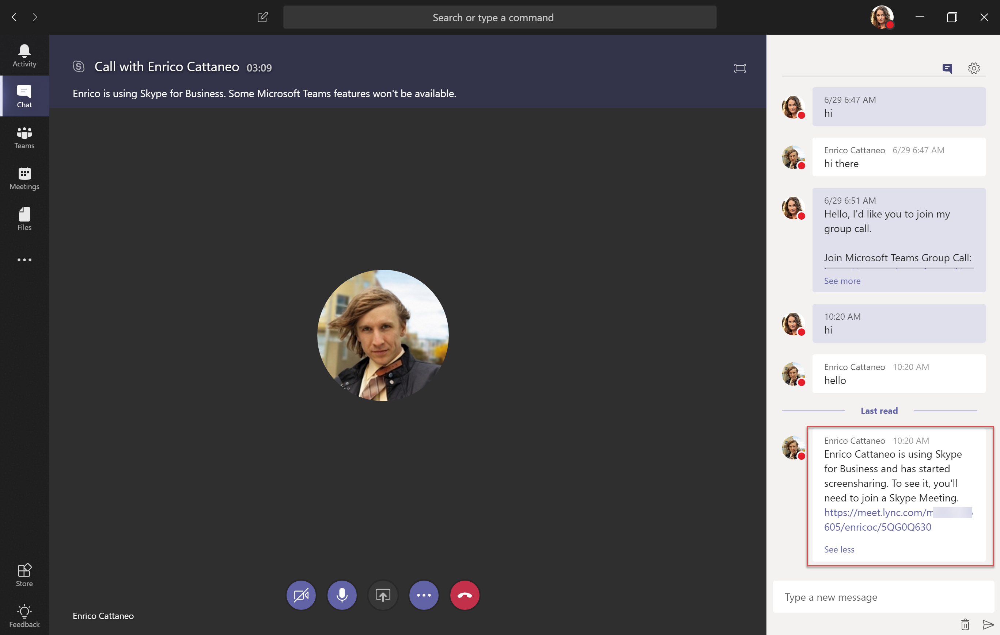 Search or type a command
Activity
Chat
Teams
Meetings
Files
Store
Feedback
Call with Enrico Cattaneo 03:09
Enrico is using Skype for Business. Some Microsoft Teams features won't be available.
Enrico Cattaneo
6/29 6:47 AM
hi
Enrico Cattaneo 6/29 6:47 AM
hi there
6/29 6:51 AM
Hello, I'd like you to join my
group call.
Join Microsoft Teams Group Call:
See more
10:20 AM
hi
Enrico Cattaneo 10:20 AM
hello
Last read
Enrico Cattaneo 10:20 AM
Enrico Cattaneo is using Skype
for Business and has started
screensharing. To see it, you'll
need to join a Skype Meeting.
https://meet.lync.com/m
605/enricoc/5QG0Q630
See less
Type a new message